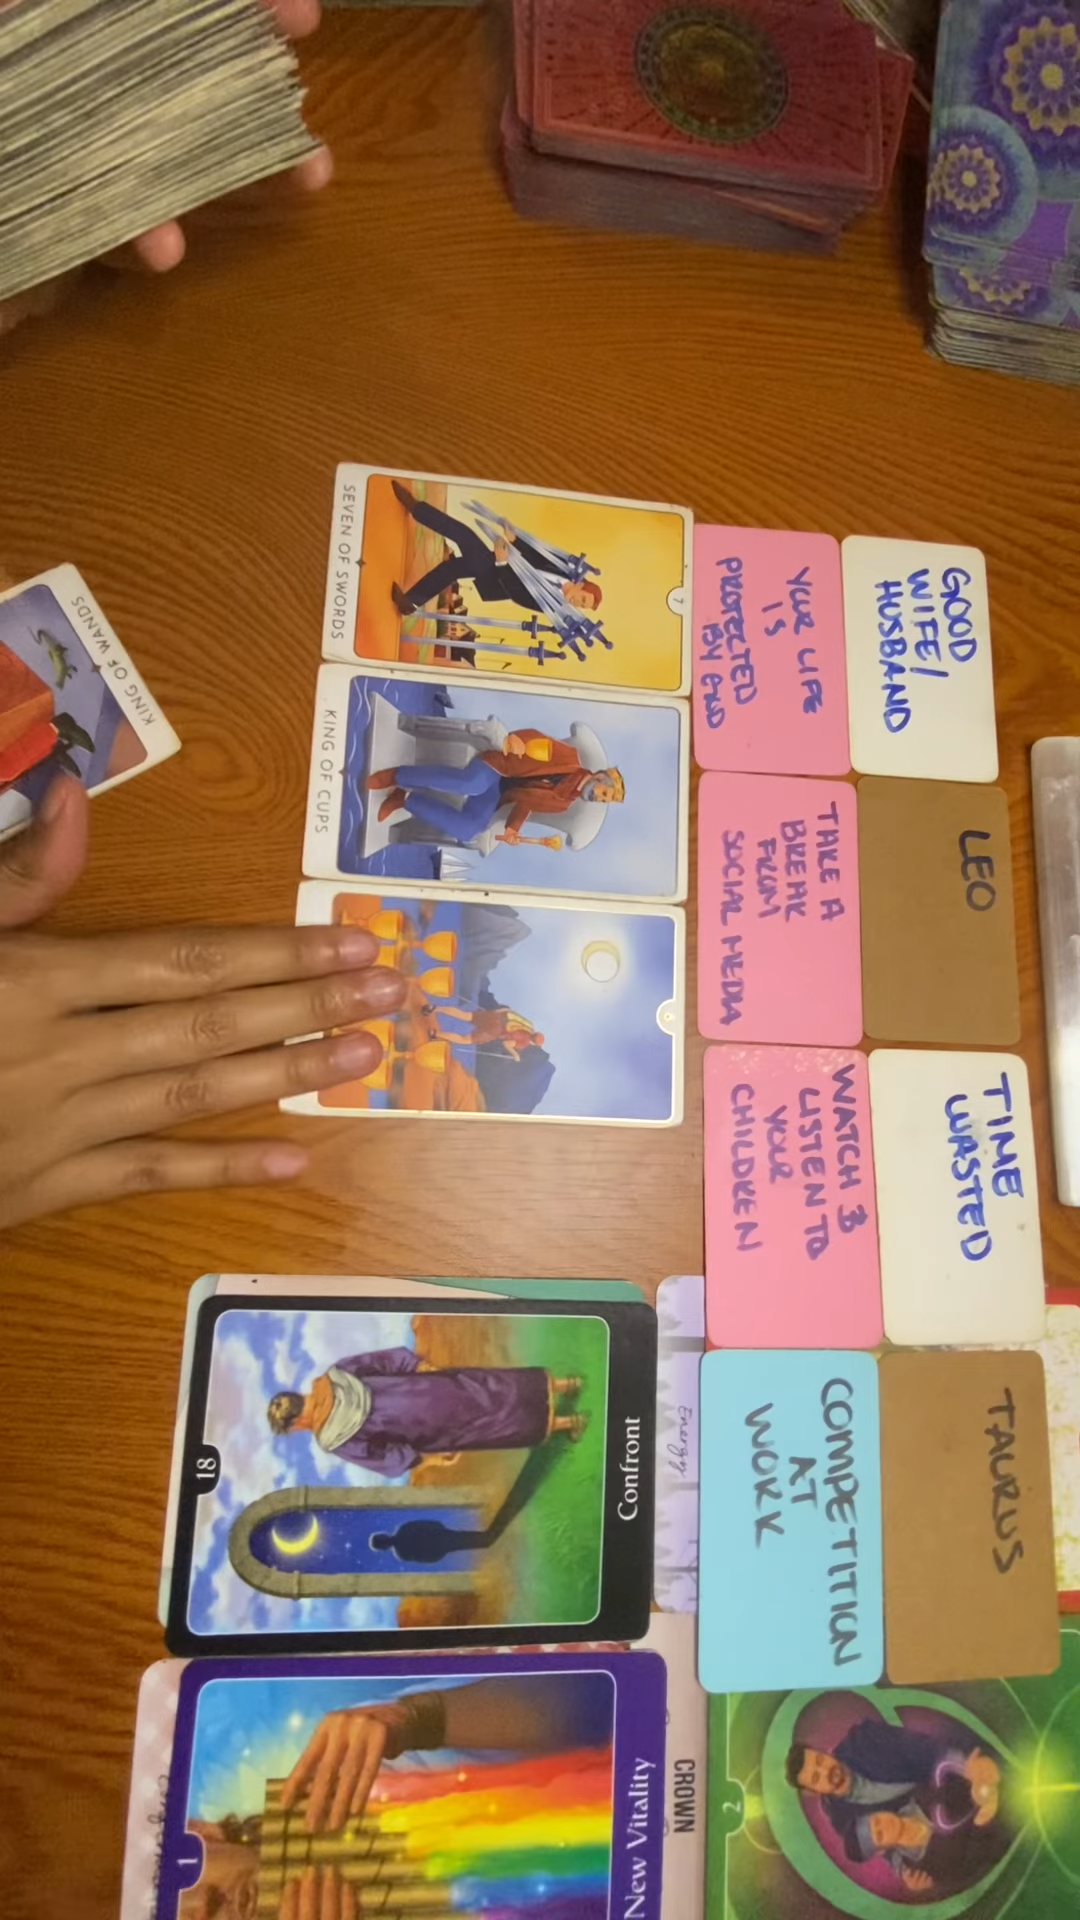 SEVEN OF SWORDS
7
YOUR LIFE
IS
PROTECTED
BY GOD
GOOD
WIFE/
HUSBAND
KING OF WANDS
KING OF CUPS
TAKE A
BREAK
FROM
SOCIAL MEDIA
LEO
WATCH &
LISTEN TO
YOUR
CHILDREN
TIME
WASTED
18
Confront
Energy
COMPETITION
AT
WORK
TAURUS
1
New Vitality
CROWN
2